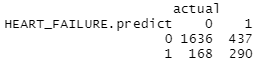 actual
HEART_FAILURE.predict 0 1
0 1636 437
1 168 290